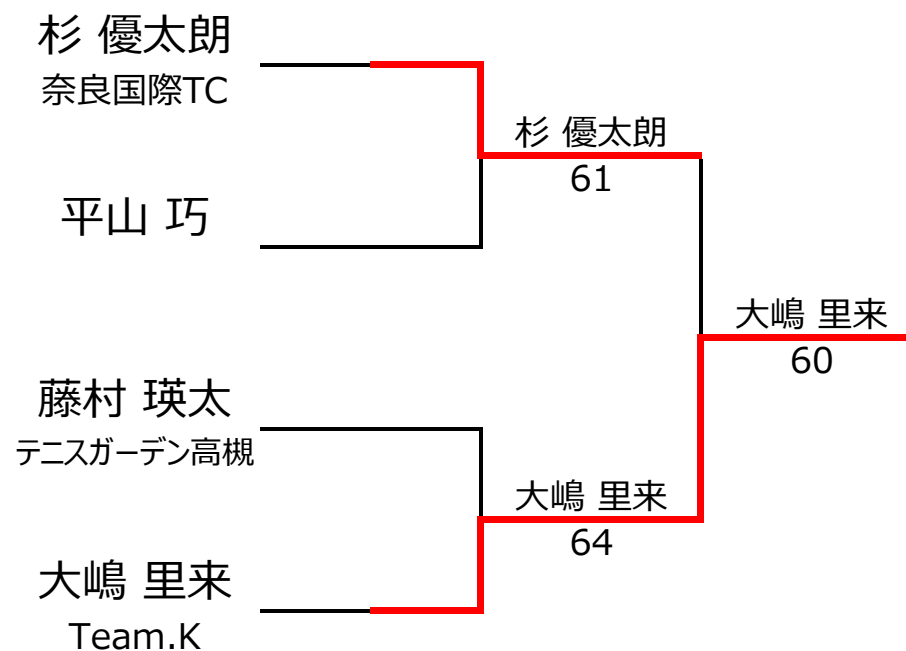 杉 優太朗
奈良国際TC
杉 優太朗
61
平山 巧
大嶋 里来
60
藤村 瑛太
テニスガーデン高槻
大嶋 里来
64
大嶋 里来
Team.K